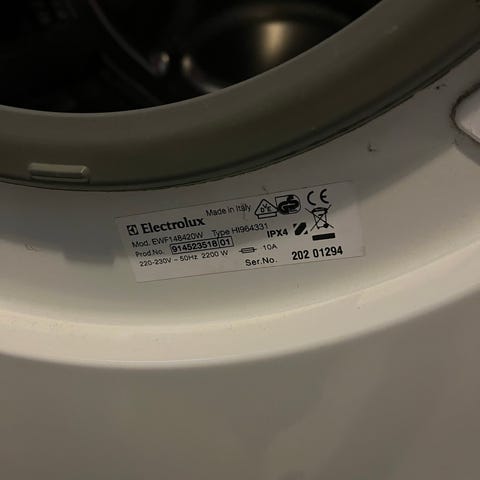 Electrolux Made in Italy
Mod. EWF148420W Type HI964331 IPX4
Prod.No. 914523518 01
220-230V ~ 50Hz 2200 W 10A
Ser.No. 202 01294